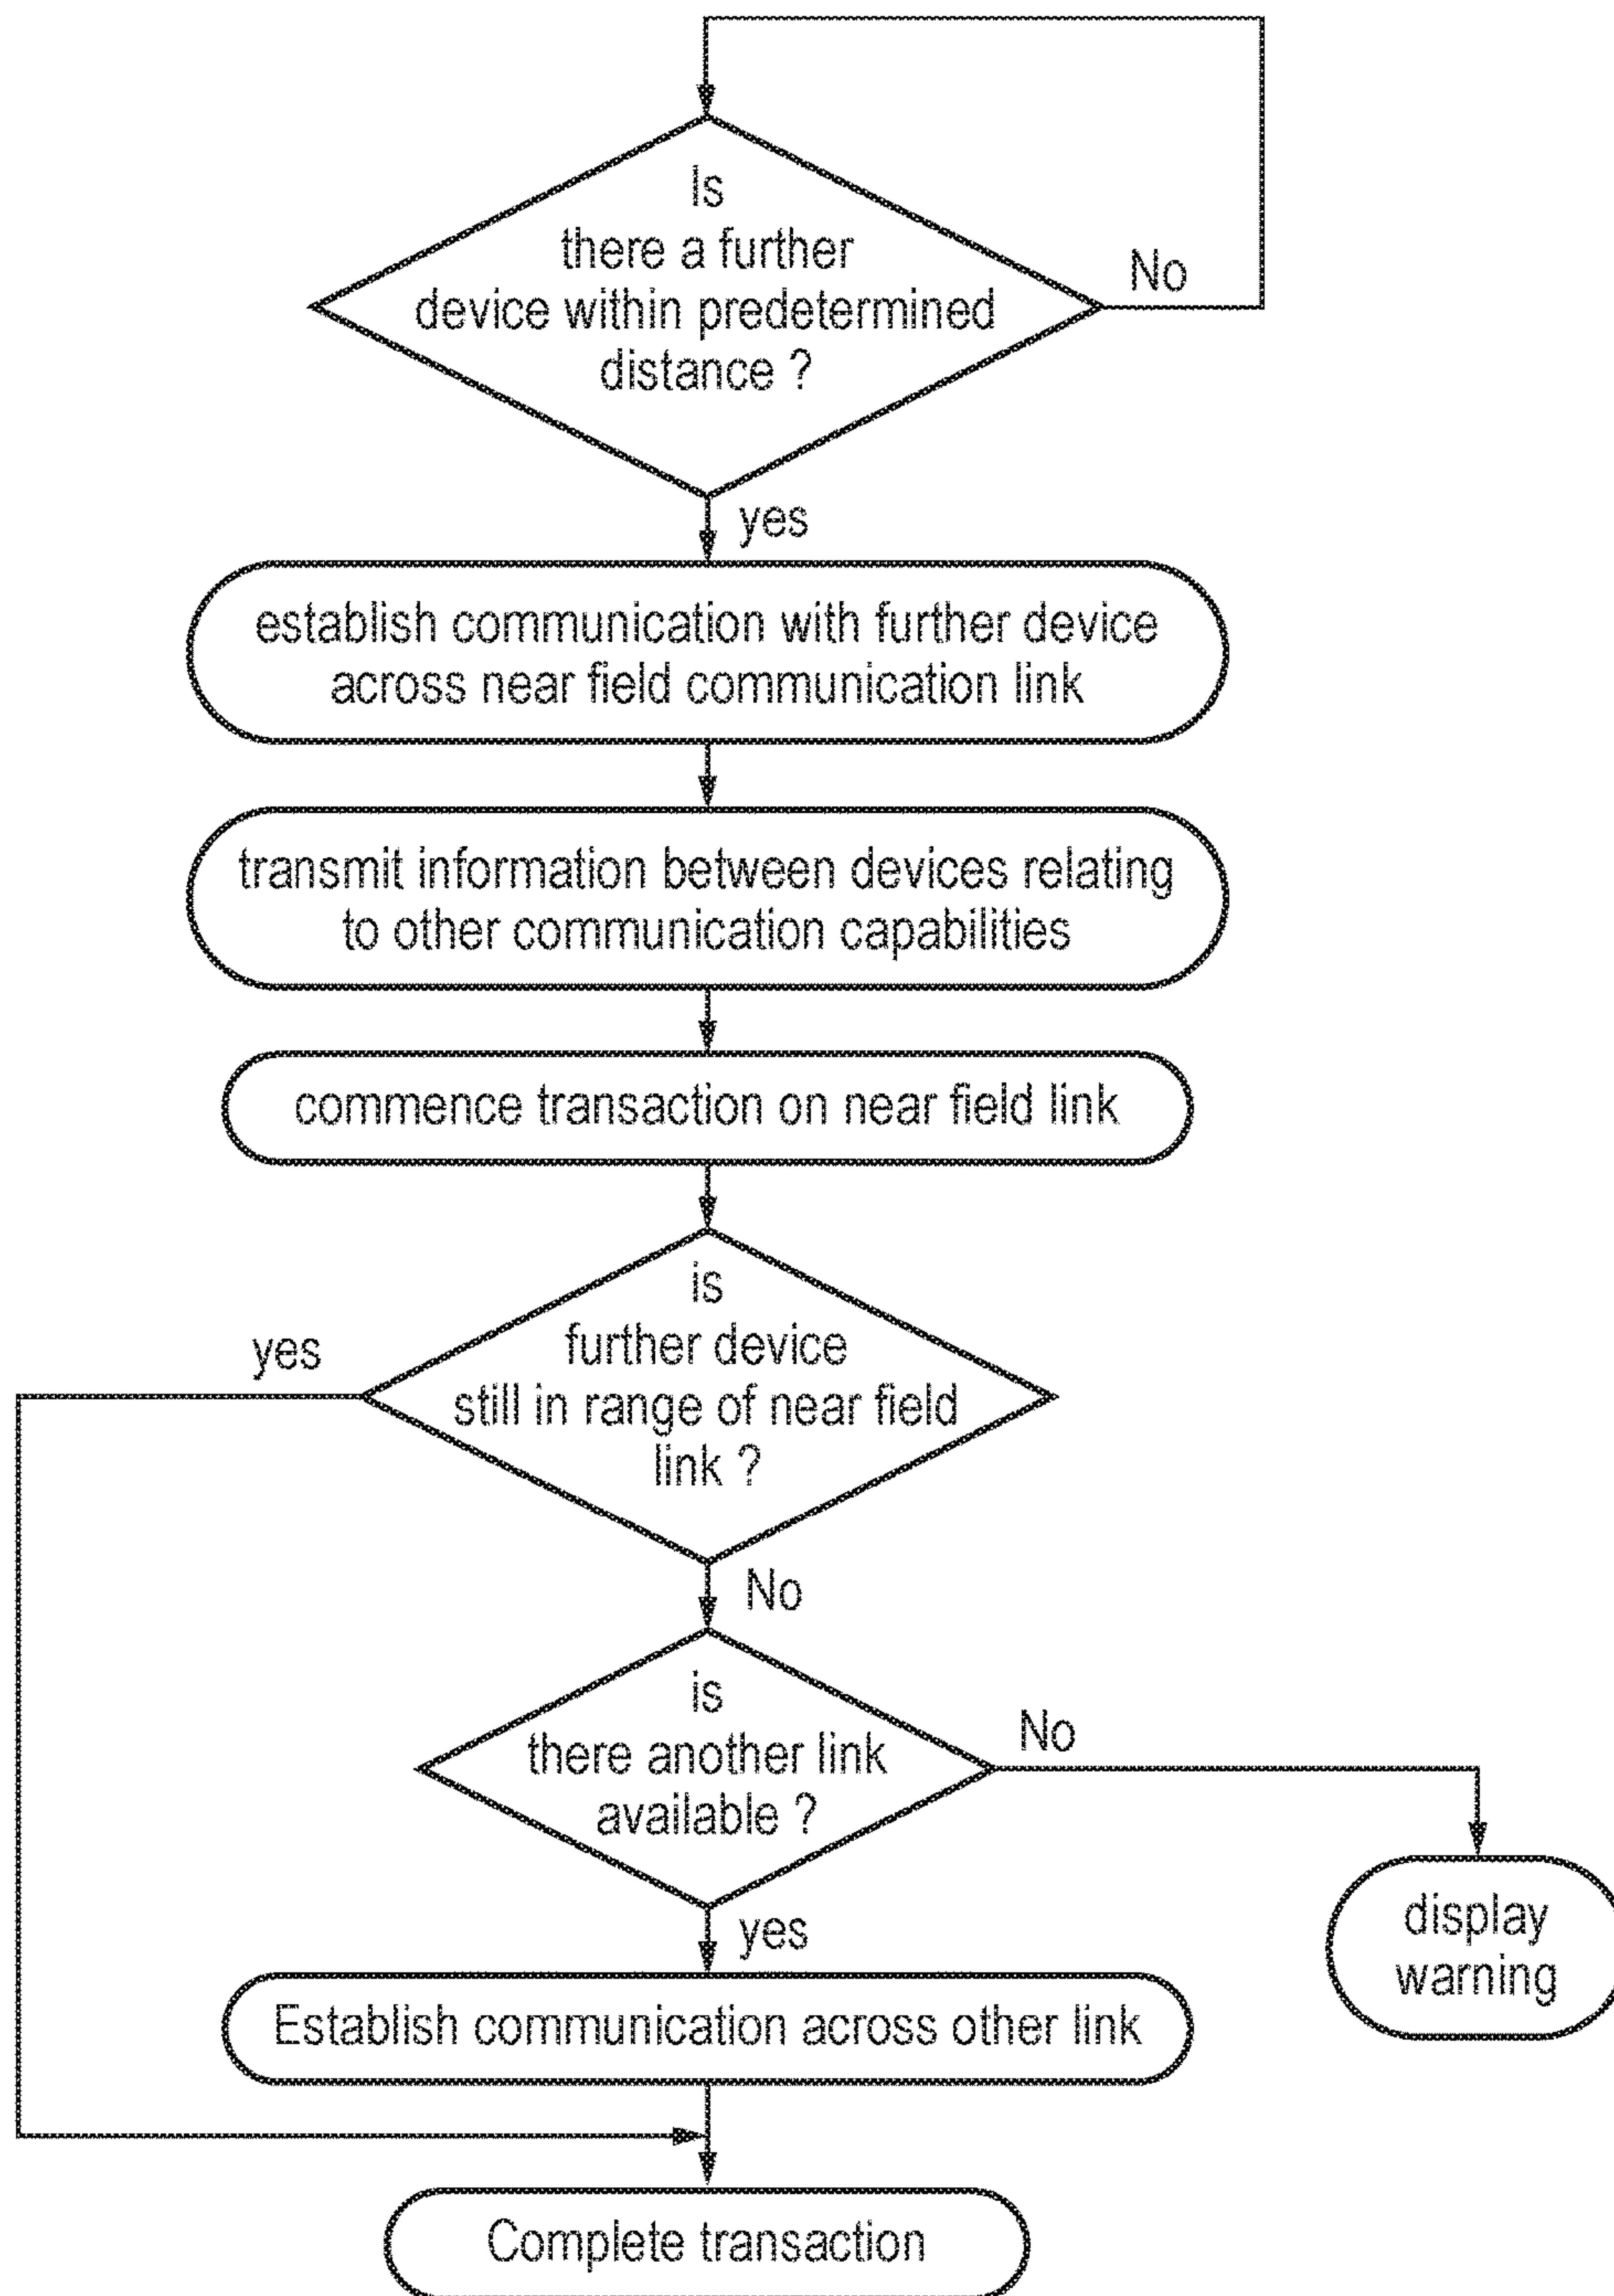 Is
there a further
device within predetermined
distance ?
No
yes
establish communication with further device
across near field communication link
transmit information between devices relating
to other communication capabilities
commence transaction on near field link
is
further device
still in range of near field
link ?
yes
No
is
there another link
available ?
No
yes
display
warning
Establish communication across other link
Complete transaction